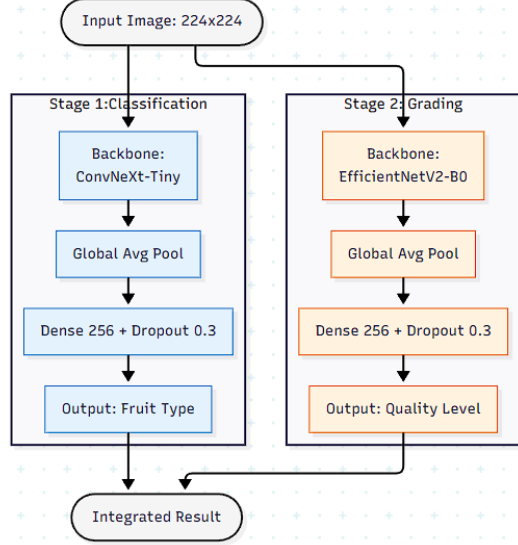 Input Image: 224x224
Stage 1:Classification
Backbone:
ConvNeXt-Tiny
Global Avg Pool
Dense 256 + Dropout 0.3
Output: Fruit Type
Stage 2: Grading
Backbone:
EfficientNetV2-B0
Global Avg Pool
Dense 256 + Dropout 0.3
Output: Quality Level
Integrated Result